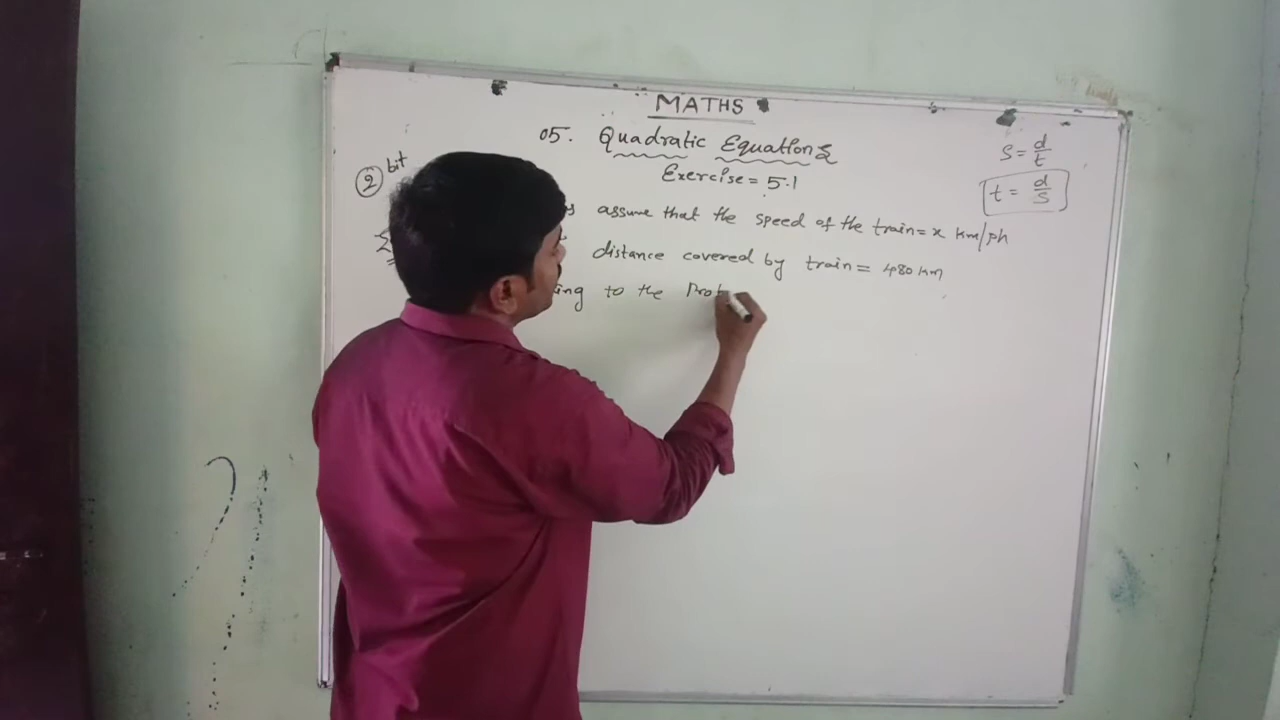 MATHS
05. Quadratic Equations
Exercise = 5.1
S = d/t
t = d/s
2 bit
assume that the speed of the train = x km/ph
distance covered by train = 480 km
to the